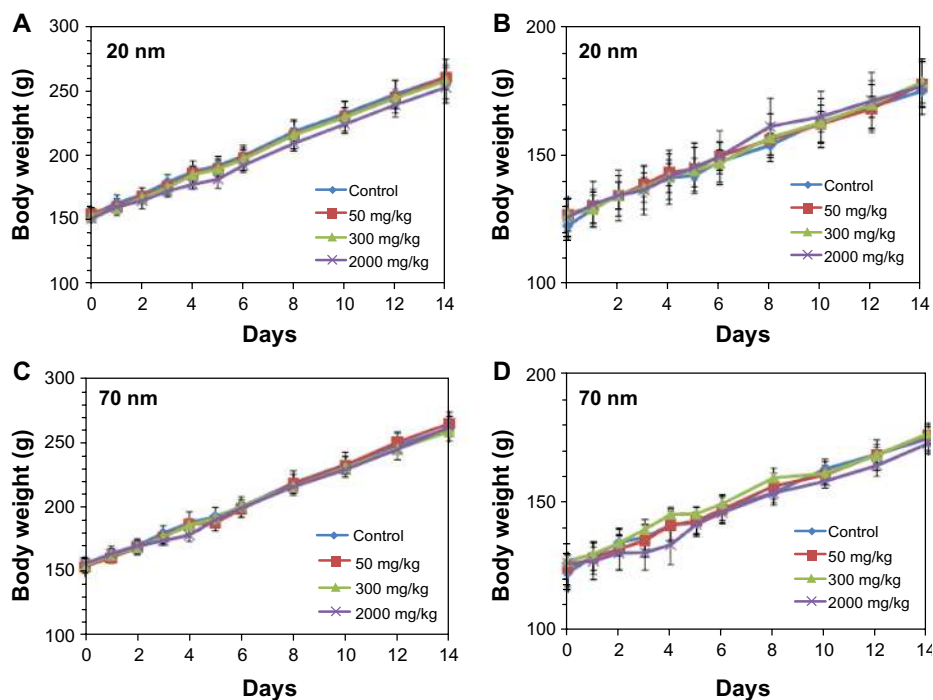 A
20 nm
Body weight (g)
300
250
200
150
100
Control
50 mg/kg
300 mg/kg
2000 mg/kg
0 2 4 6 8 10 12 14
Days
B
20 nm
Body weight (g)
200
150
100
Control
50 mg/kg
300 mg/kg
2000 mg/kg
0 2 4 6 8 10 12 14
Days
C
70 nm
Body weight (g)
300
250
200
150
100
Control
50 mg/kg
300 mg/kg
2000 mg/kg
0 2 4 6 8 10 12 14
Days
D
70 nm
Body weight (g)
200
150
100
Control
50 mg/kg
300 mg/kg
2000 mg/kg
0 2 4 6 8 10 12 14
Days